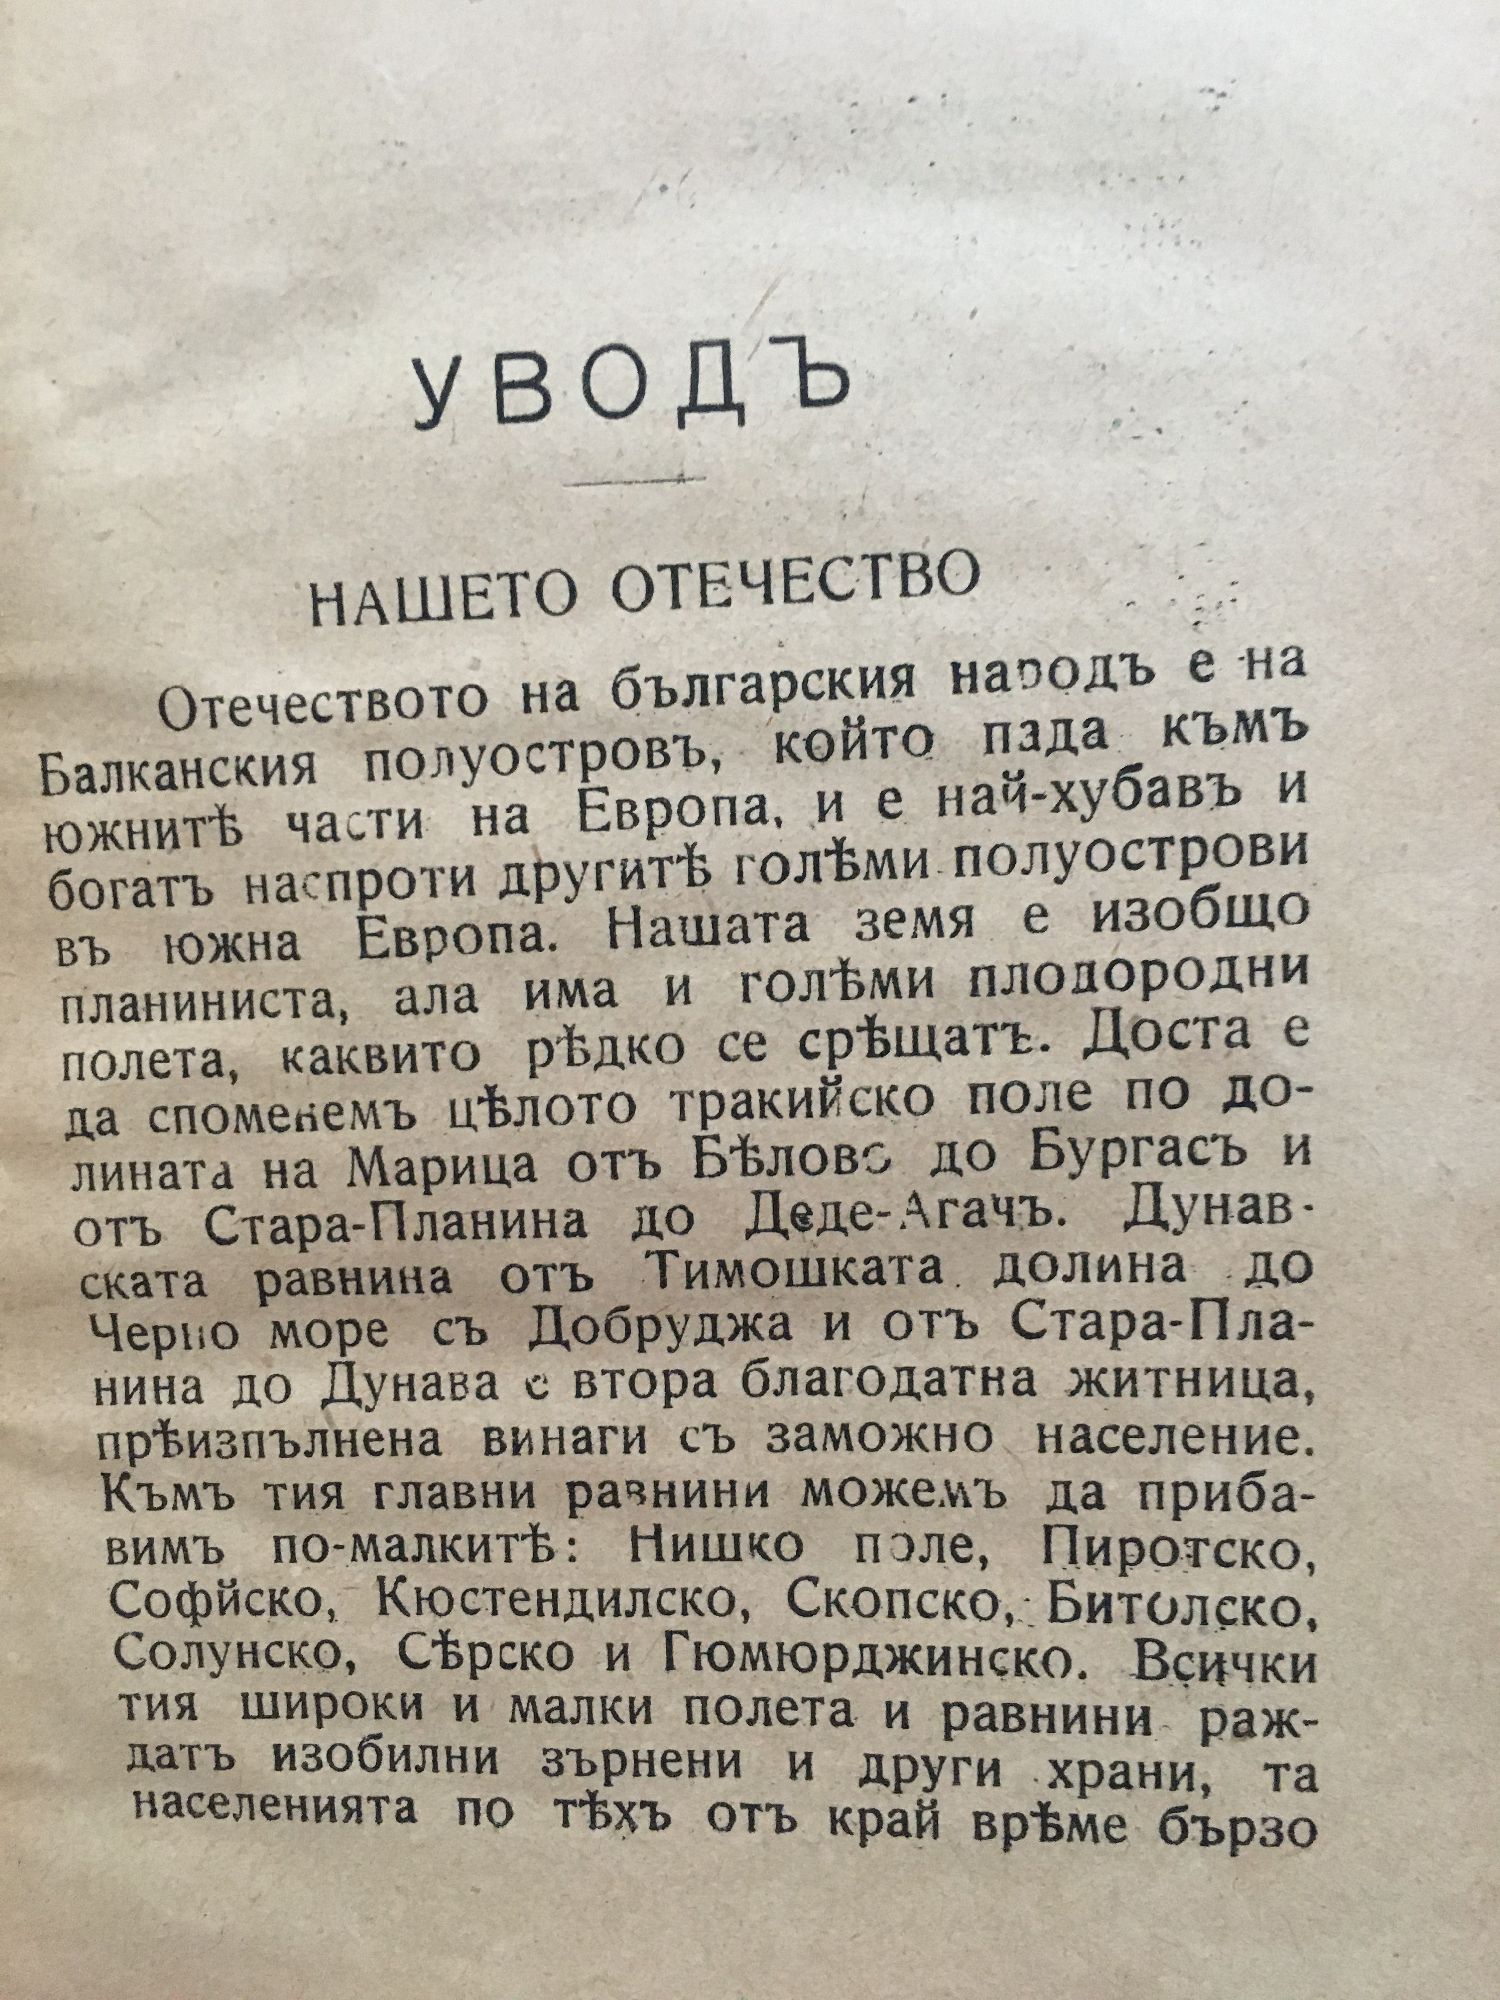 УВОДЪ
НАШЕТО ОТЕЧЕСТВО
Отечеството на българския народъ е на
Балканския полуостровъ, който пада къмъ
южнитѣ части на Европа, и е най-хубавъ и
богатъ наспроти другитѣ голѣми полуострови
въ южна Европа. Нашата земя е изобщо
планиниста, ала има и голѣми плодородни
полета, каквито рѣдко се срѣщатъ. Доста е
да споменемъ цѣлото тракийско поле по до-
лината на Марица отъ Бѣлово до Бургасъ и
отъ Стара-Планина до Деде-Агачъ. Дунав-
ската равнина отъ Тимошката долина до
Черно море съ Добруджа и отъ Стара-Пла-
нина до Дунава е втора благодатна житница,
прѣизпълнена винаги съ заможно население.
Къмъ тия главни равнини можемъ да приба-
вимъ по-малкитѣ: Нишко поле, Пиротско,
Софйско, Кюстендилско, Скопско, Битолско,
Солунско, Сѣрско и Гюмюрджинско. Всички
тия широки и малки полета и равнини раж-
датъ изобилни зърнени и други храни, та
населенията по тѣхъ отъ край врѣме бързо